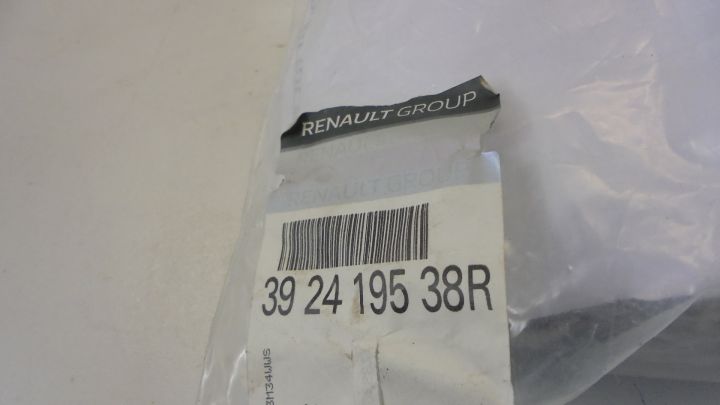 RENAULT GROUP
RENAULT GROUP
39 24 195 38R